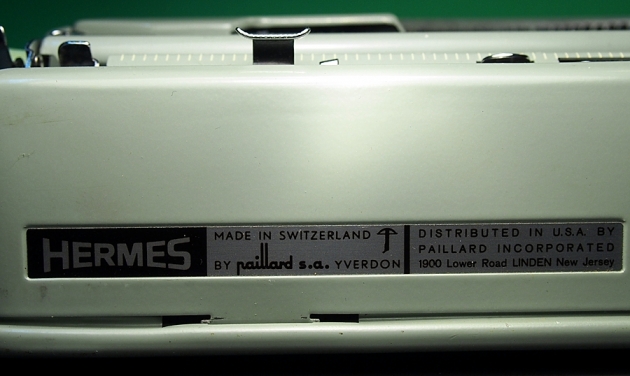 HERMES
MADE IN SWITZERLAND
BY paillard s.a. YVERDON
DISTRIBUTED IN U.S.A. BY
PAILLARD INCORPORATED
1900 Lower Road LINDEN New Jersey